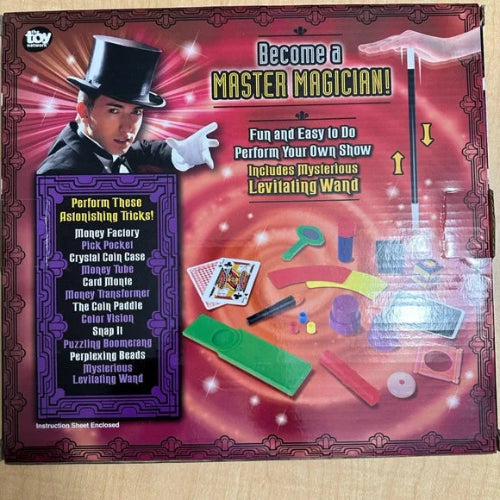 the
toy
network
Become a
MASTER MAGICIAN!
Fun and Easy to Do
Perform Your Own Show
Includes Mysterious
Levitating Wand
Perform These
Astonishing Tricks!
Money Factory
Pick Pocket
Crystal Coin Case
Money Tube
Card Monte
Money Transformer
The Coin Paddle
Color Vision
Snap It
Puzzling Boomerang
Perplexing Beads
Mysterious
Levitating Wand
Instruction Sheet Enclosed